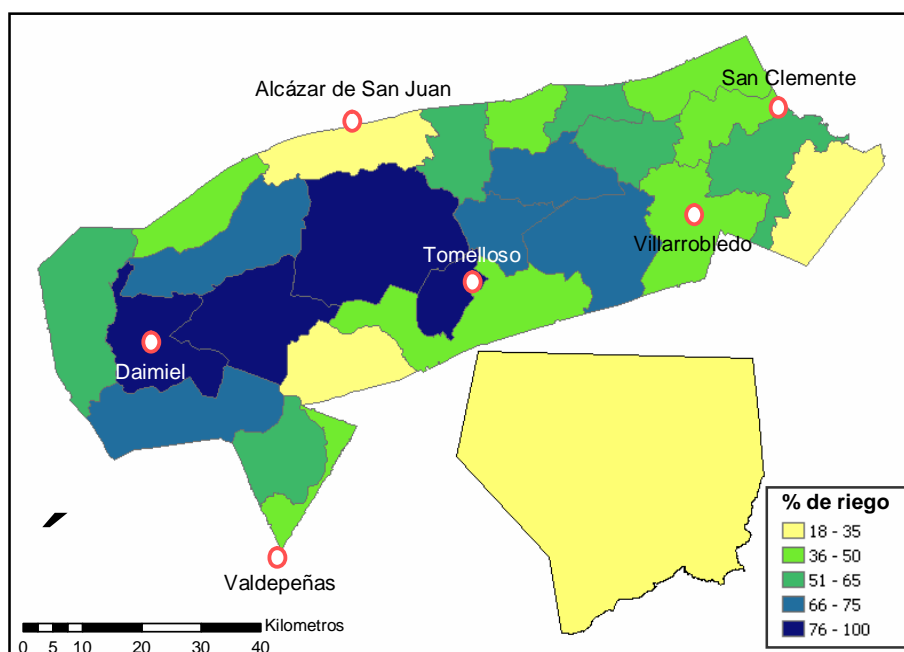 San Clemente
Alcázar de San Juan
Villarrobledo
Tomelloso
Daimiel
Valdepeñas
% de riego
18 - 35
36 - 50
51 - 65
66 - 75
76 - 100
Kilometros
0 5 10 20 30 40